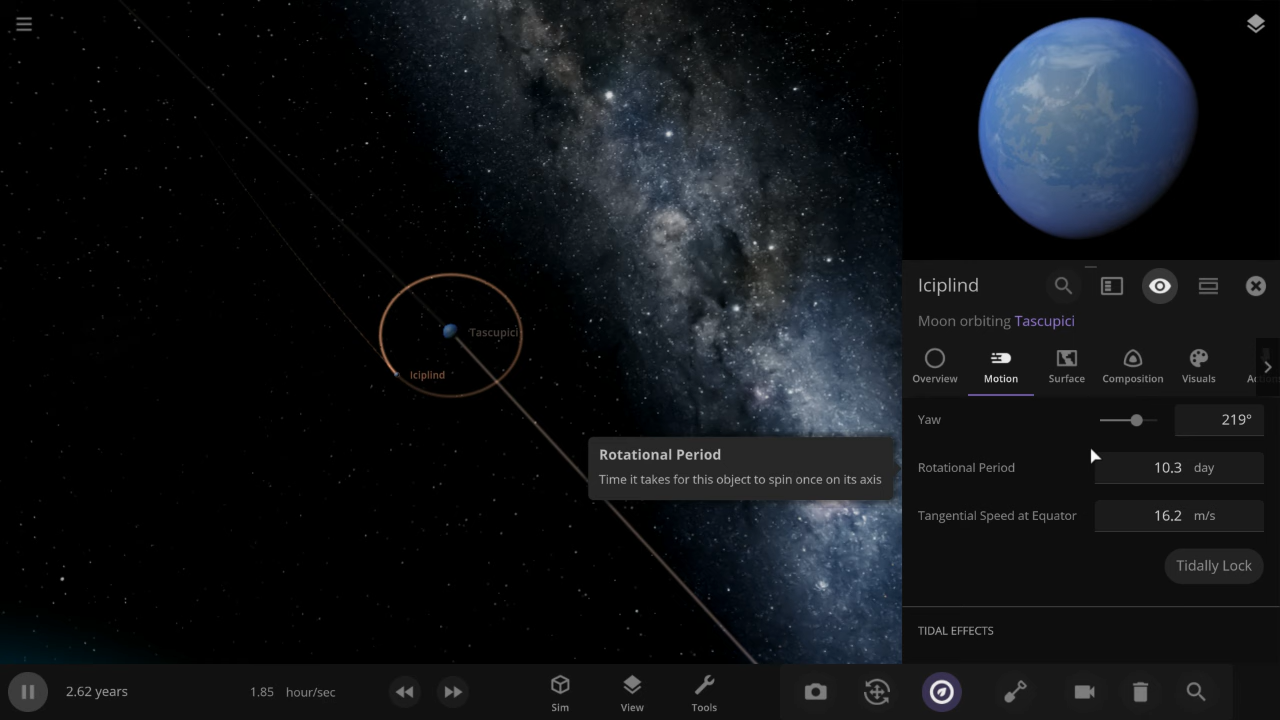 Tascupici
Iciplind
Rotational Period
Time it takes for this object to spin once on its axis
Iciplind
Moon orbiting Tascupici
Overview
Motion
Surface
Composition
Visuals
Yaw
219°
Rotational Period
10.3 day
Tangential Speed at Equator
16.2 m/s
Tidally Lock
TIDAL EFFECTS
2.62 years
1.85 hour/sec
Sim
View
Tools